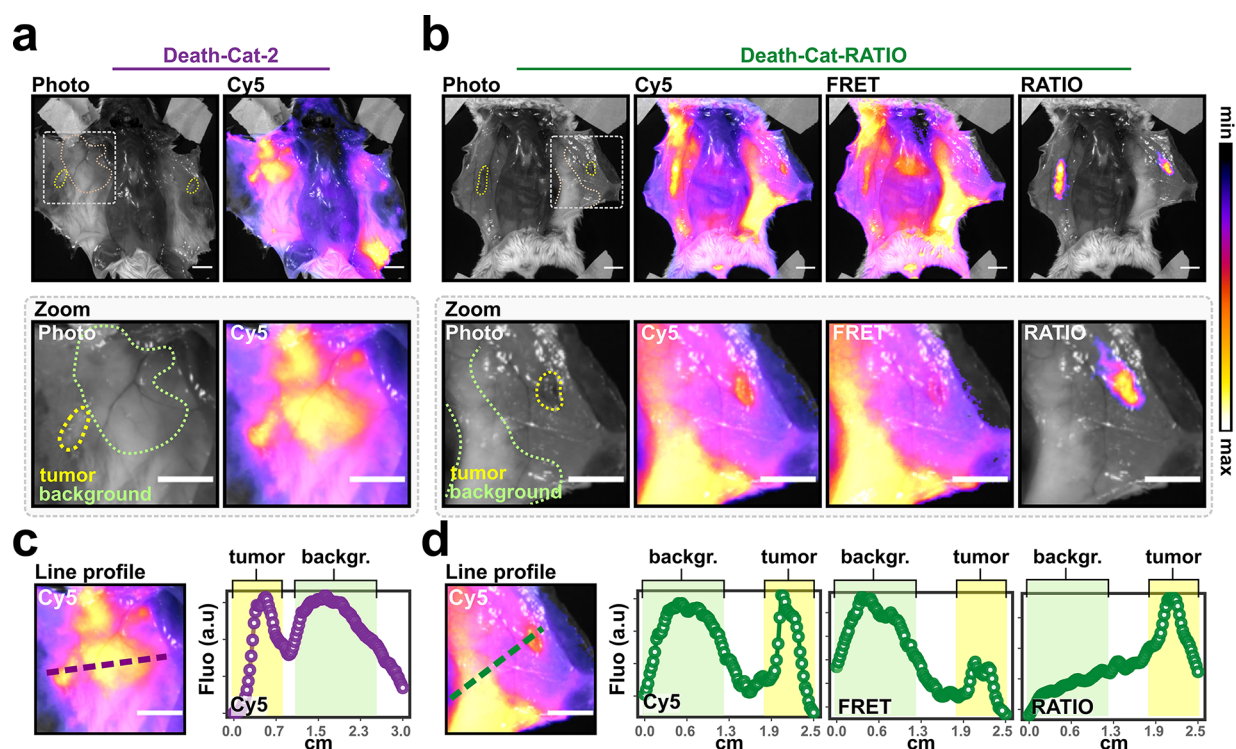 a
Death-Cat-2
Photo Cy5
b
Death-Cat-RATIO
Photo Cy5 FRET RATIO
min
max
Zoom
Photo Cy5
tumor
background
Zoom
Photo Cy5 FRET RATIO
tumor
background
c
Line profile
Cy5
tumor backgr.
Fluo (a.u)
Cy5
0.0 0.7 1.5 2.3 3.0
cm
d
Line profile
Cy5
backgr. tumor
backgr. tumor
backgr. tumor
Fluo (a.u)
Cy5
FRET
RATIO
0.0 0.6 1.3 1.9 2.5
0.0 0.6 1.3 1.9 2.5
0.0 0.6 1.3 1.9 2.5
cm
cm
cm